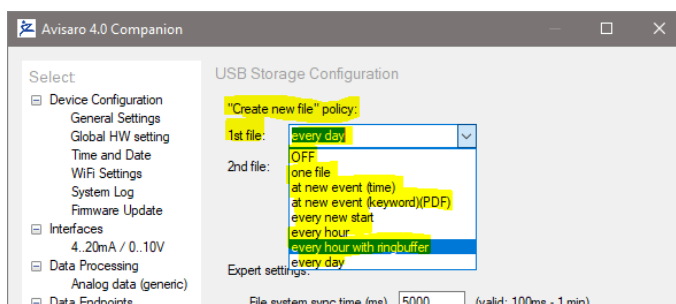 Avisaro 4.0 Companion
Select
Device Configuration
General Settings
Global HW setting
Time and Date
WiFi Settings
System Log
Firmware Update
Interfaces
4..20mA / 0..10V
Data Processing
Analog data (generic)
Data Endpoints
USB Storage Configuration
"Create new file" policy:
1st file: every day
2nd file:
OFF
one file
at new event (time)
at new event (keyword)(PDF)
every new start
every hour
every hour with ringbuffer
every day
Expert settings:
File system sync time (ms) 5000 (valid: 100ms - 1 min)